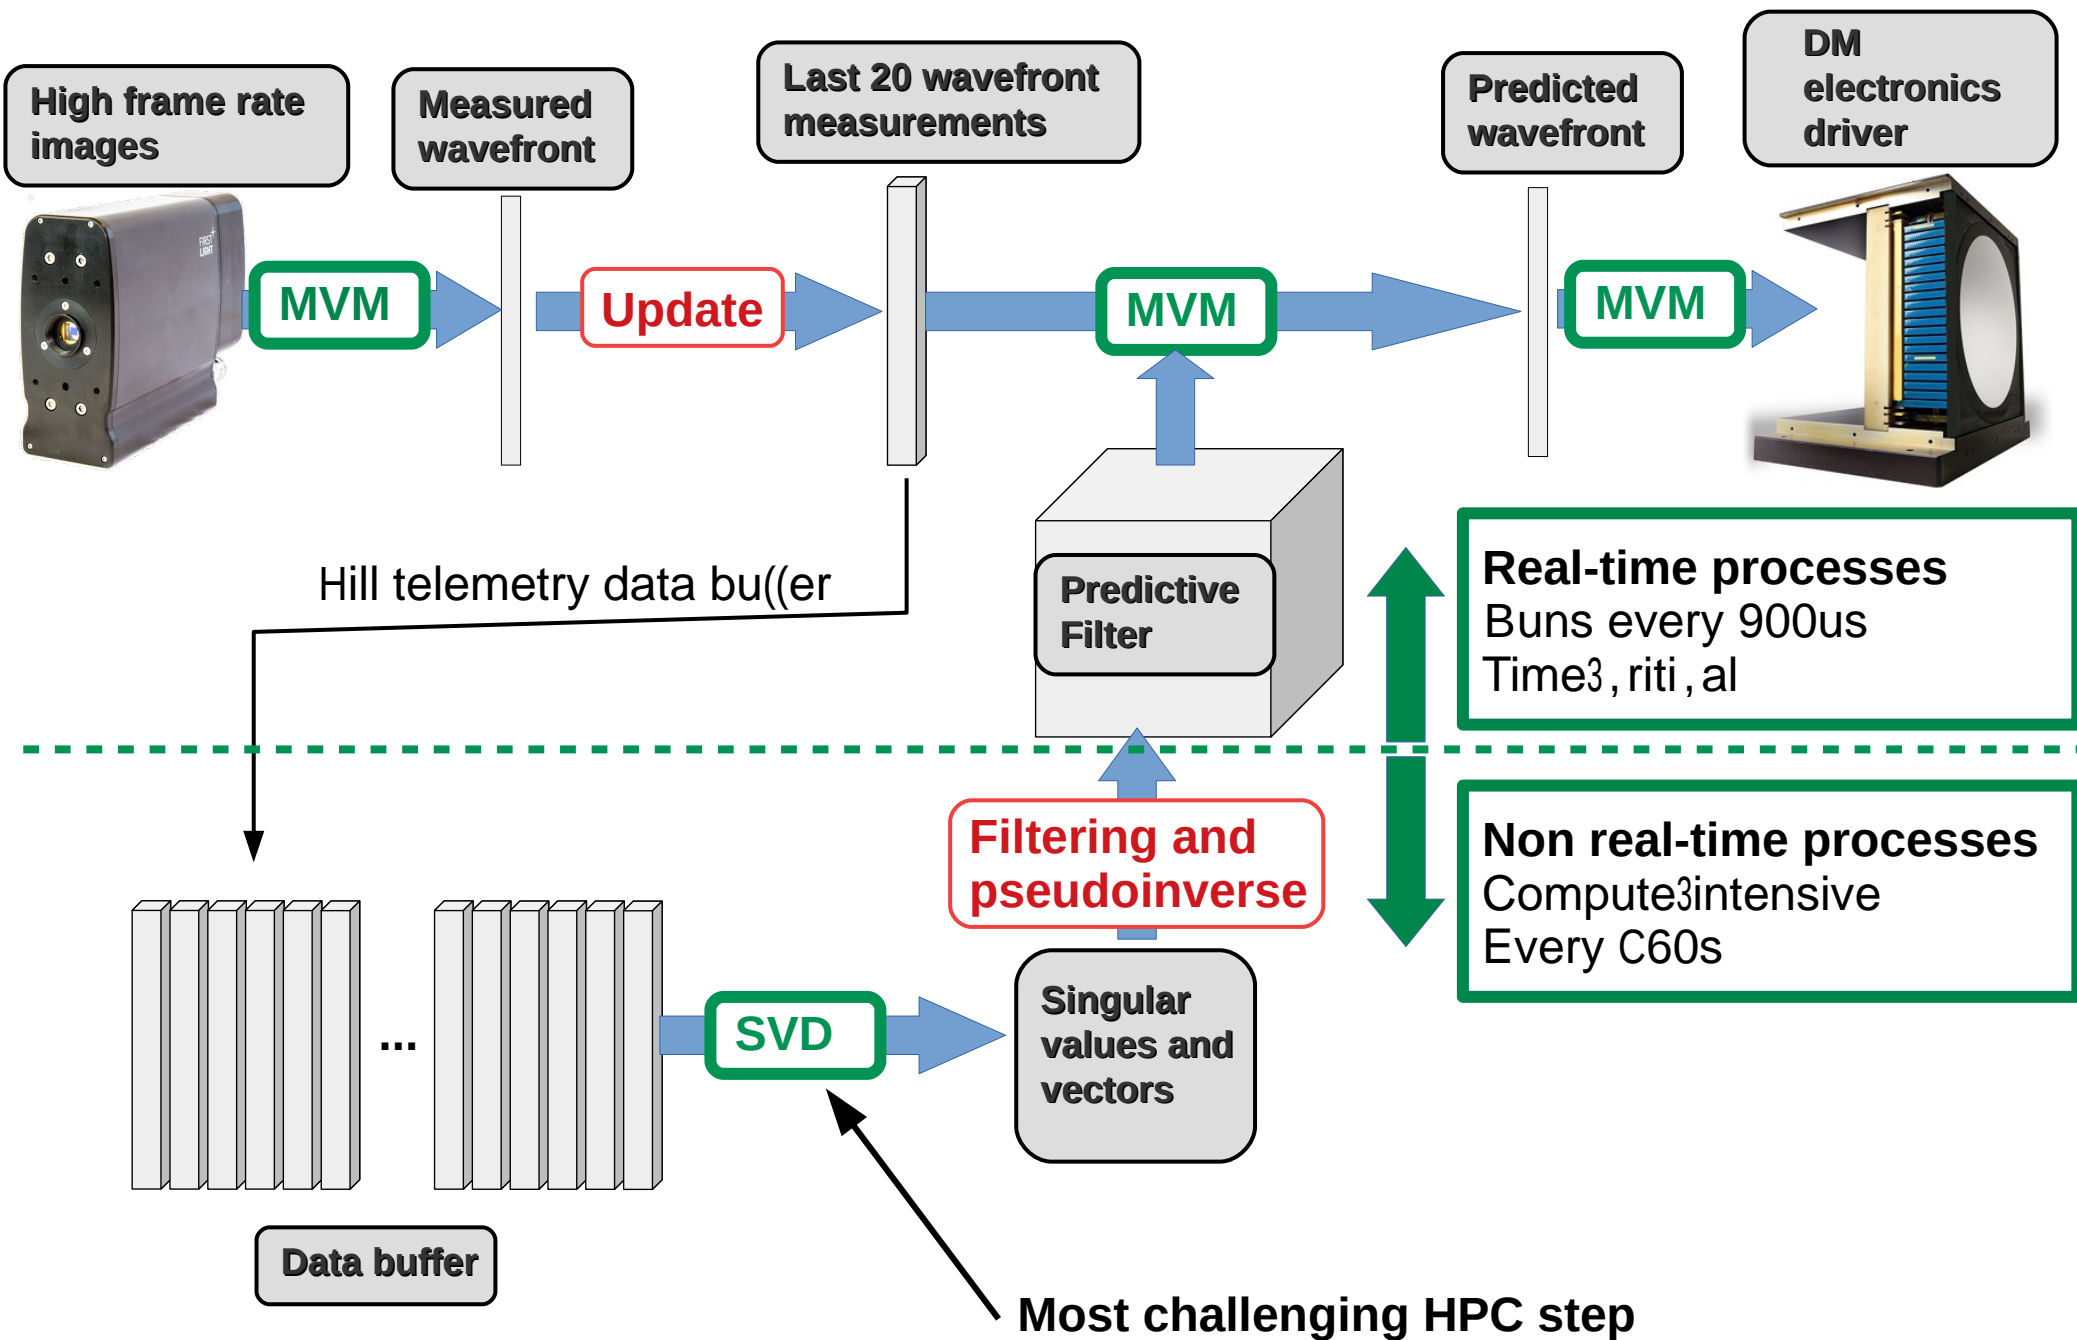 High frame rate
images
Measured
wavefront
Last 20 wavefront
measurements
Predicted
wavefront
DM
electronics
driver
FIRST
LIGHT
MVM
Update
MVM
MVM
Hill telemetry data bu((er
Predictive
Filter
Real-time processes
Buns every 900us
Time3,riti,al
Filtering and
pseudoinverse
Non real-time processes
Compute3intensive
Every C60s
...
SVD
Singular
values and
vectors
Data buffer
Most challenging HPC step